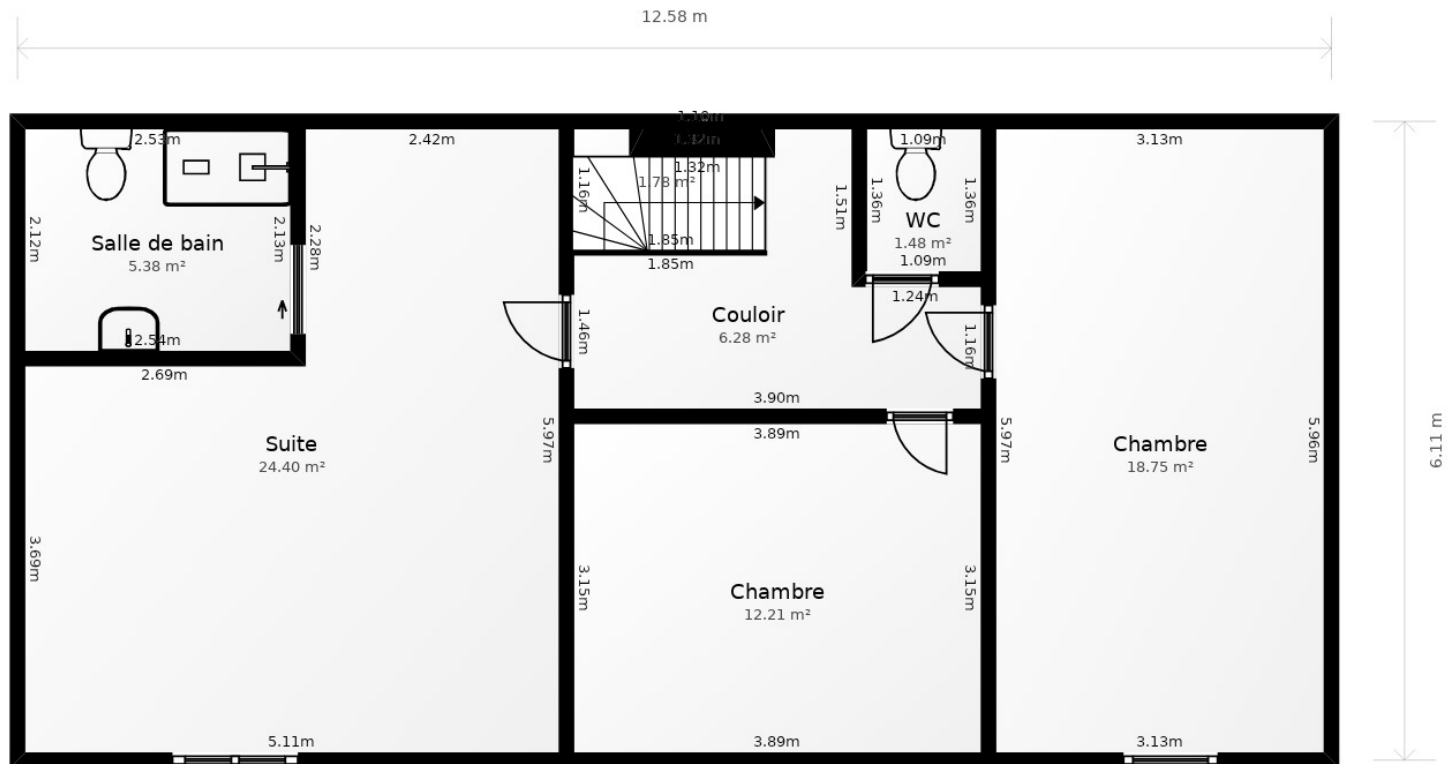 12.58 m
1.10m
2.53m
2.42m
1.32m
1.09m
3.13m
1.32m
1.78 m²
1.16m
1.51m
1.36m
1.36m
2.12m
2.13m
2.28m
Salle de bain
5.38 m²
WC
1.48 m²
1.09m
1.85m
1.85m
1.24m
Couloir
6.28 m²
1.46m
1.16m
2.54m
2.69m
3.90m
3.89m
Suite
24.40 m²
5.97m
5.97m
Chambre
18.75 m²
5.96m
6.11 m
3.69m
3.15m
Chambre
12.21 m²
3.15m
5.11m
3.89m
3.13m